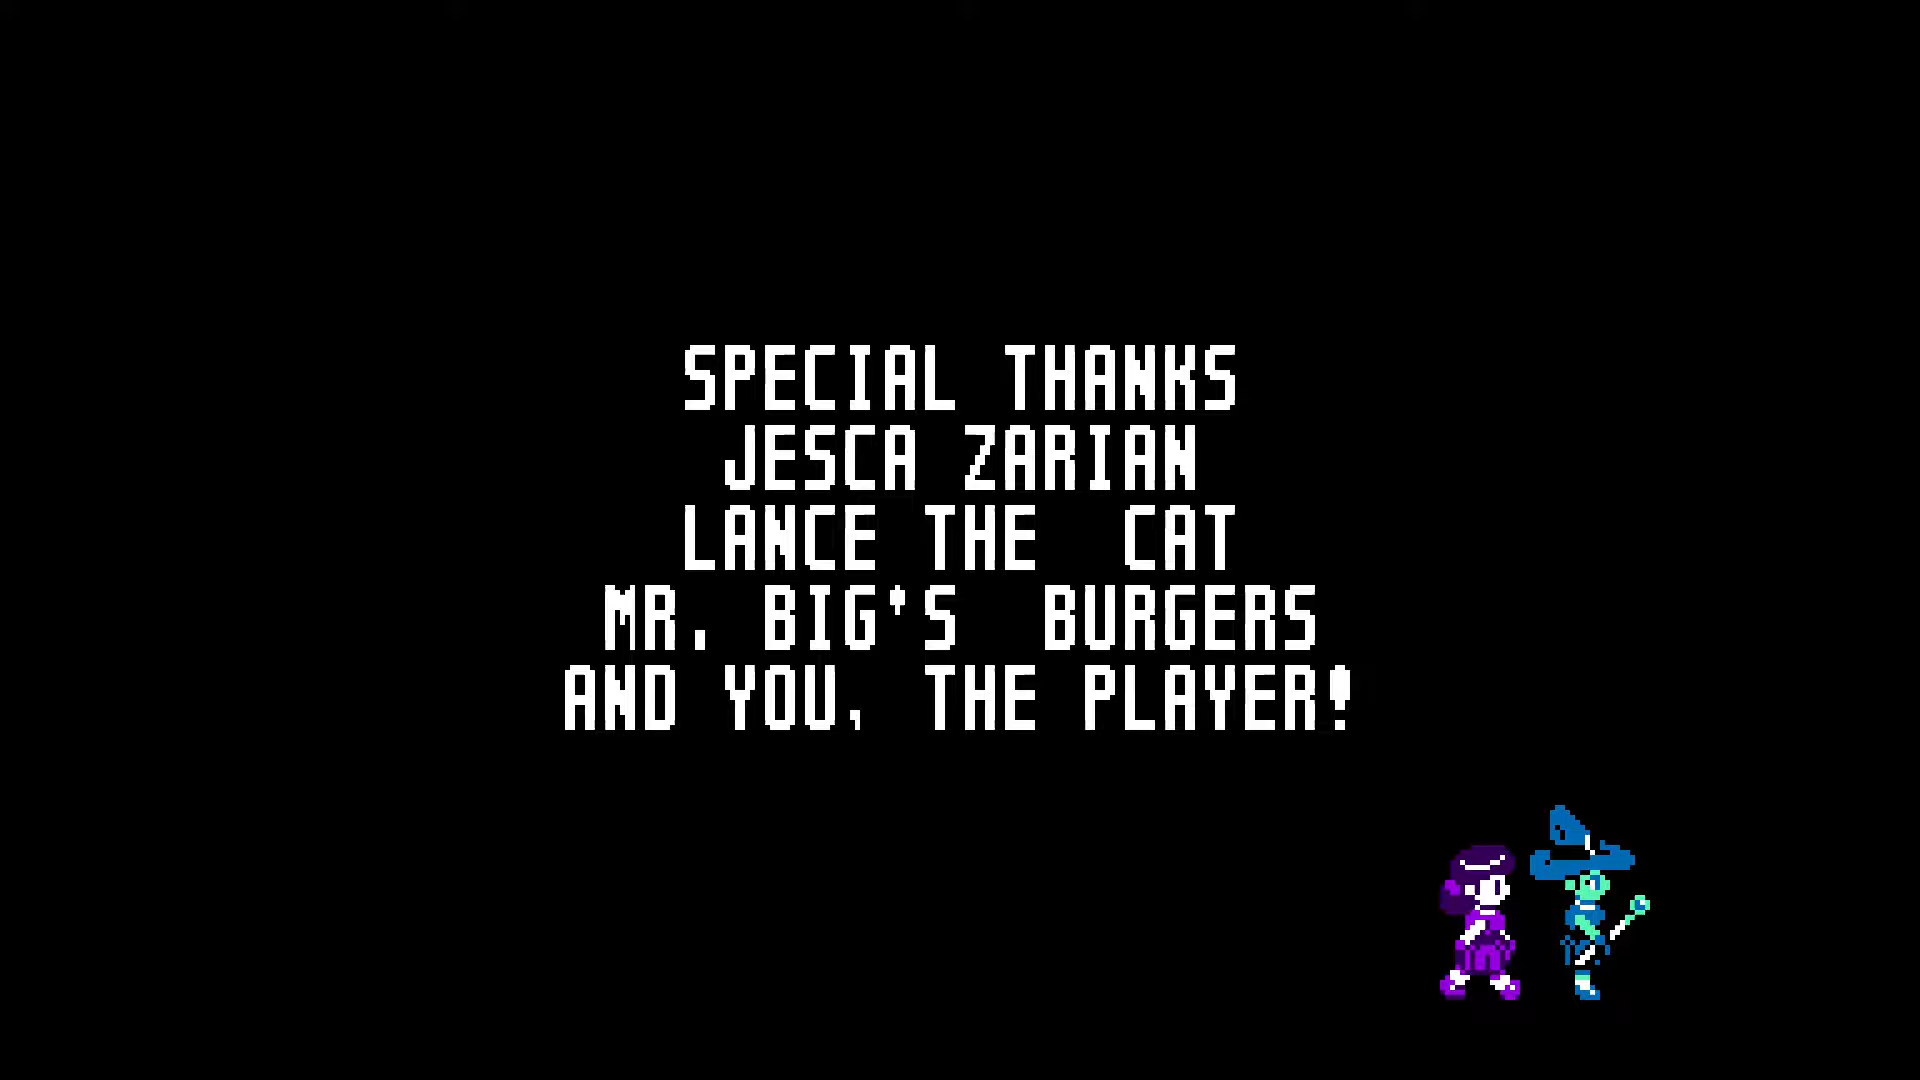 SPECIAL THANKS
JESCA ZARIAN
LANCE THE  CAT
MR. BIG'S  BURGERS
AND YOU, THE PLAYER!